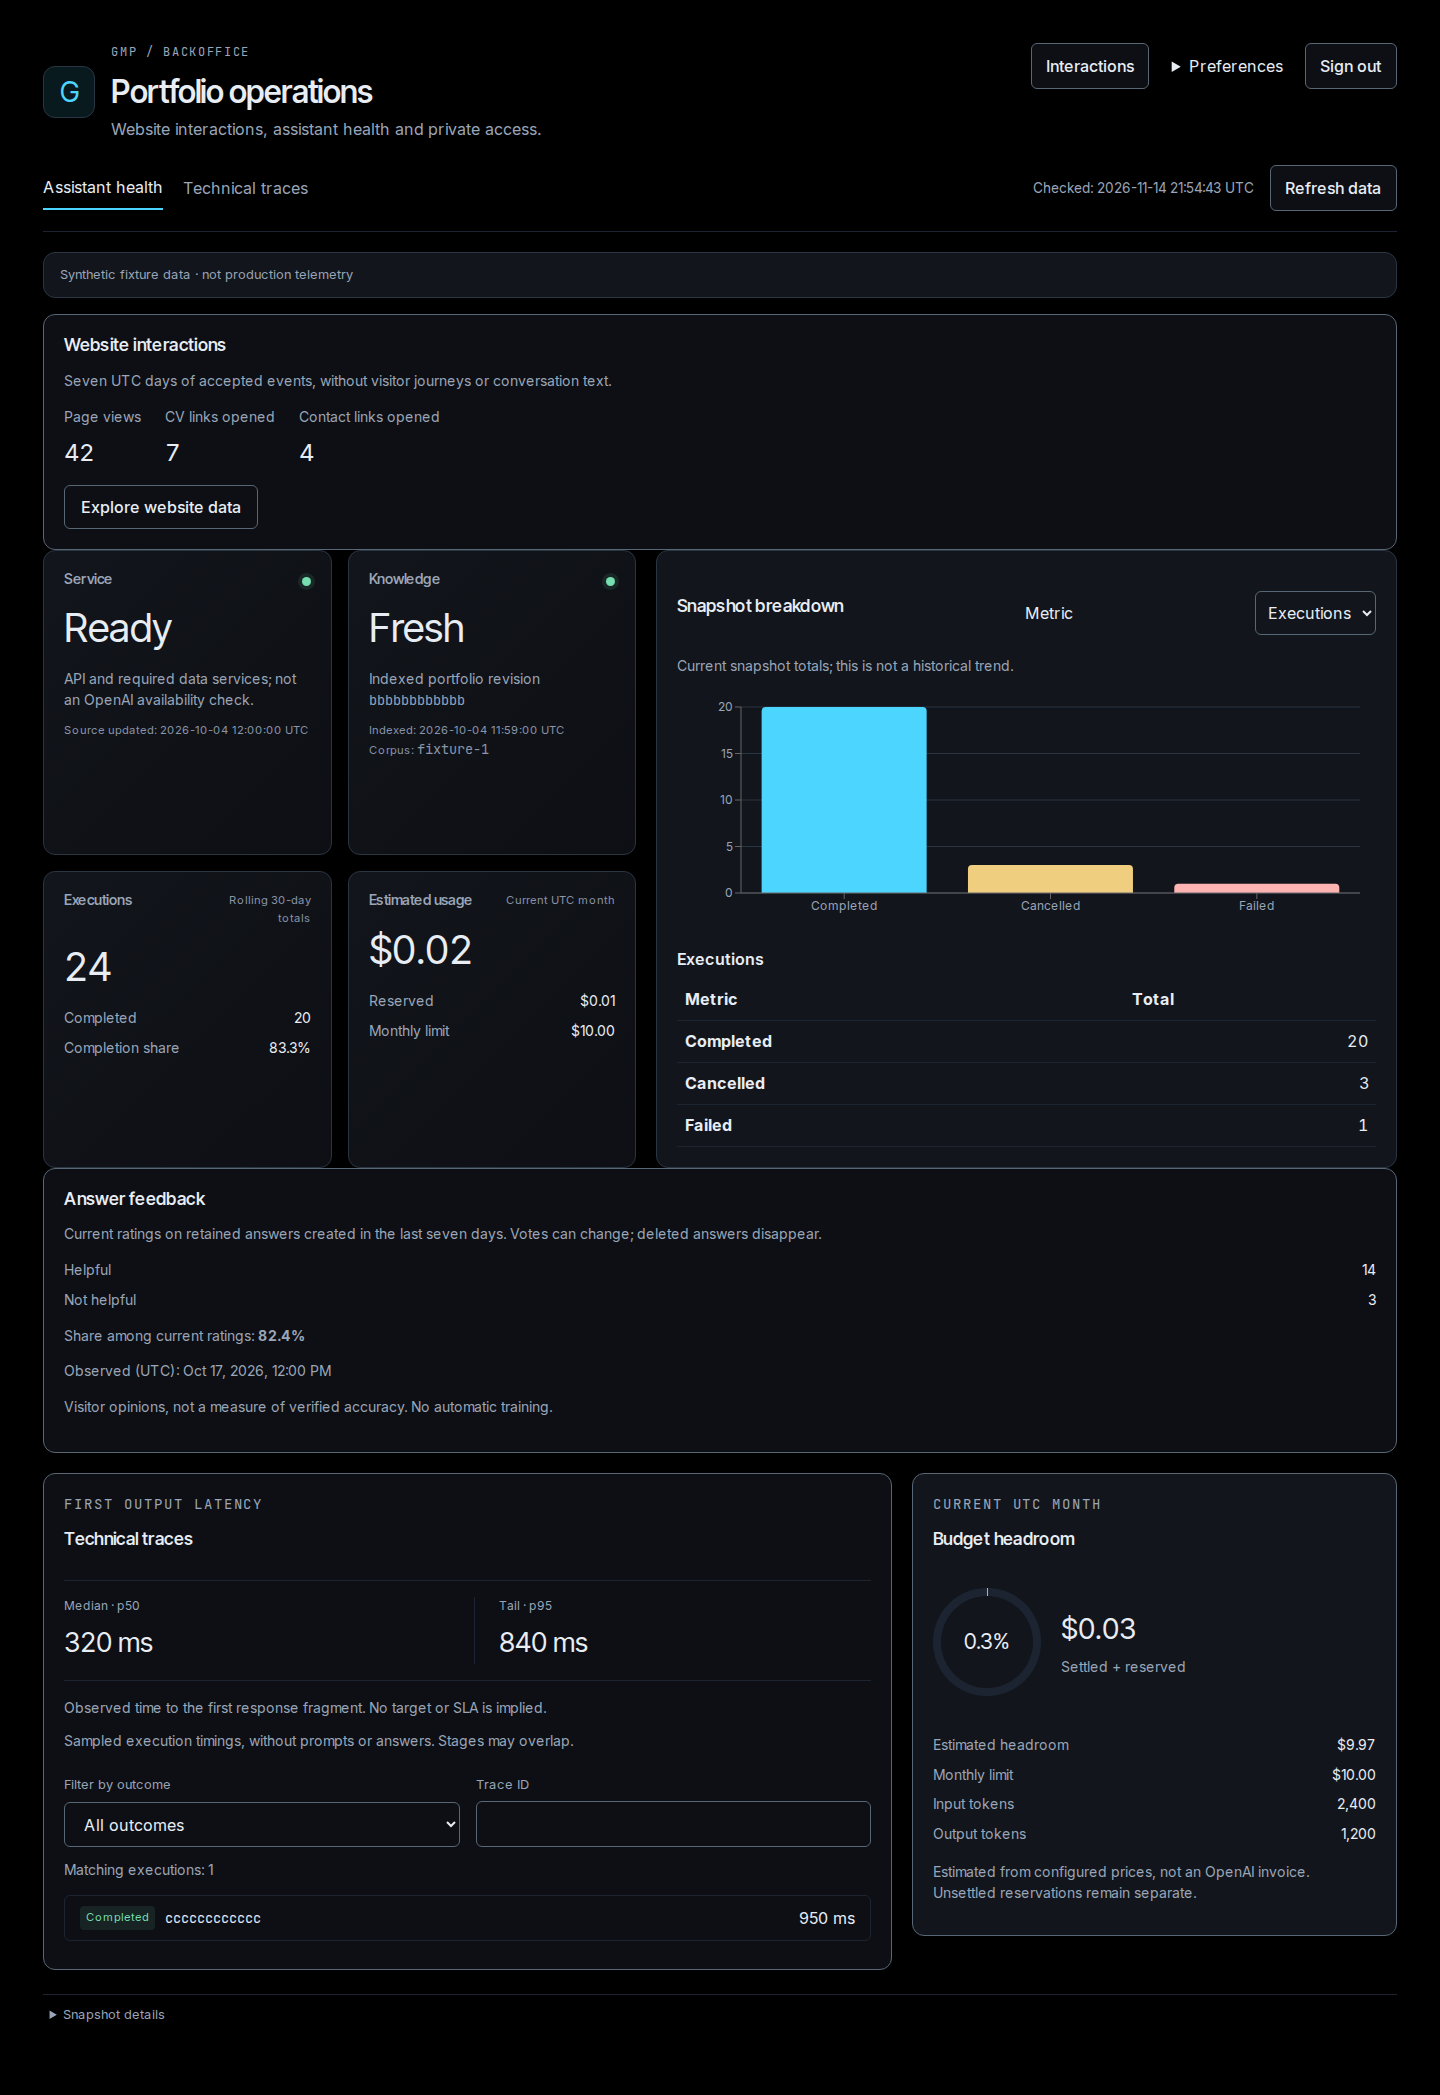 GMP / BACKOFFICE
G
Portfolio operations
Website interactions, assistant health and private access.
Interactions
Preferences
Sign out
Assistant health
Technical traces
Checked: 2026-11-14 21:54:43 UTC
Refresh data
Synthetic fixture data · not production telemetry
Website interactions
Seven UTC days of accepted events, without visitor journeys or conversation text.
Page views
CV links opened
Contact links opened
42
7
4
Explore website data
Service
Ready
API and required data services; not
an OpenAI availability check.
Source updated: 2026-10-04 12:00:00 UTC
Knowledge
Fresh
Indexed portfolio revision
bbbbbbbbbbbb
Indexed: 2026-10-04 11:59:00 UTC
Corpus: fixture-1
Executions
Rolling 30-day
totals
24
Completed 20
Completion share 83.3%
Estimated usage
Current UTC month
$0.02
Reserved $0.01
Monthly limit $10.00
Snapshot breakdown
Metric
Executions
Current snapshot totals; this is not a historical trend.
20
15
10
5
0
Completed
Cancelled
Failed
Executions
Metric Total
Completed 20
Cancelled 3
Failed 1
Answer feedback
Current ratings on retained answers created in the last seven days. Votes can change; deleted answers disappear.
Helpful 14
Not helpful 3
Share among current ratings: 82.4%
Observed (UTC): Oct 17, 2026, 12:00 PM
Visitor opinions, not a measure of verified accuracy. No automatic training.
FIRST OUTPUT LATENCY
Technical traces
Median · p50
320 ms
Tail · p95
840 ms
Observed time to the first response fragment. No target or SLA is implied.
Sampled execution timings, without prompts or answers. Stages may overlap.
Filter by outcome
All outcomes
Trace ID
Matching executions: 1
Completed cccccccccccc 950 ms
CURRENT UTC MONTH
Budget headroom
0.3%
$0.03
Settled + reserved
Estimated headroom $9.97
Monthly limit $10.00
Input tokens 2,400
Output tokens 1,200
Estimated from configured prices, not an OpenAI invoice.
Unsettled reservations remain separate.
Snapshot details